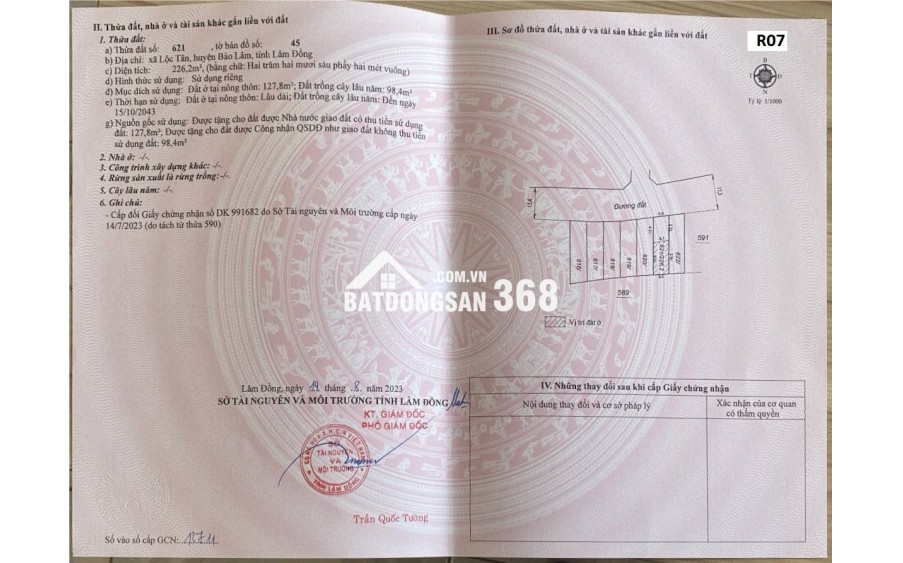 II. Thửa đất, nhà ở và tài sản khác gắn liền với đất
1. Thửa đất:
a) Thửa đất số: 621 , tờ bản đồ số: 45
b) Địa chỉ: xã Lộc Tân, huyện Bảo Lâm, tỉnh Lâm Đồng
c) Diện tích: 226,2m², (bằng chữ: Hai trăm hai mươi sáu phẩy hai mét vuông)
d) Hình thức sử dụng: Sử dụng riêng
đ) Mục đích sử dụng: Đất ở tại nông thôn: 127,8m²; Đất trồng cây lâu năm: 98,4m²
e) Thời hạn sử dụng: Đất ở tại nông thôn: Lâu dài; Đất trồng cây lâu năm: Đến ngày
15/10/2043
g) Nguồn gốc sử dụng: Được tặng cho đất được Nhà nước giao đất có thu tiền sử dụng
đất: 127,8m²; Được tặng cho đất được Công nhận QSDĐ như giao đất không thu tiền
sử dụng đất: 98,4m²
2. Nhà ở: -/-
3. Công trình xây dựng khác: -/-
4. Rừng sản xuất là rừng trồng: -/-
5. Cây lâu năm: -/-
6. Ghi chú:
- Cấp đổi Giấy chứng nhận số DK 991682 do Sở Tài nguyên và Môi trường cấp ngày
14/7/2023 (do tách từ thửa 590)
Lâm Đồng, ngày 14 tháng 8 năm 2023
SỞ TÀI NGUYÊN VÀ MÔI TRƯỜNG TỈNH LÂM ĐỒNG
KT. GIÁM ĐỐC
PHÓ GIÁM ĐỐC
SỞ
TÀI NGUYÊN
VÀ
MÔI TRƯỜNG
TỈNH LÂM ĐỒNG
Trần Quốc Tường
Số vào sổ cấp GCN:
III. Sơ đồ thửa đất, nhà ở và tài sản khác gắn liền với đất
R07
B
N
Tỷ lệ: 1/1000
154
113
Đường đất
591
589
Vị trí đất ở
IV. Những thay đổi sau khi cấp Giấy chứng nhận
Nội dung thay đổi và cơ sở pháp lý
Xác nhận của cơ quan
có thẩm quyền
.COM.VN
BATDONGSAN 368